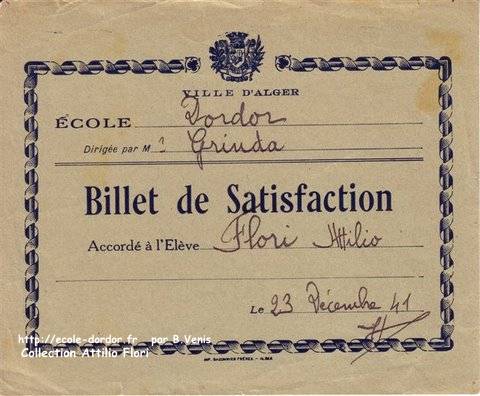 VILLE D'ALGER
ÉCOLE Dordor
Dirigée par M Grinda
Billet de Satisfaction
Accordé à l'Elève Flori Attilio
Le 23 Décembre 41
http://ecole-dordor.fr par B.Venis
Collection Attilio Flori